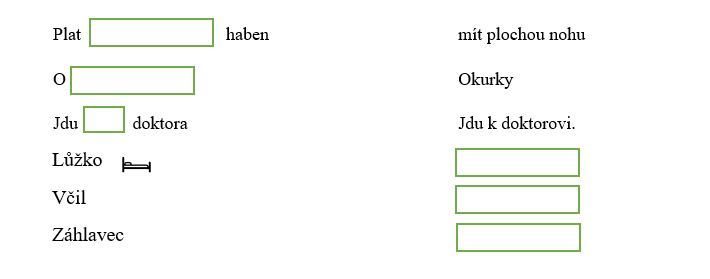 Plat haben mít plochou nohu
O Okurky
Jdu doktora Jdu k doktorovi.
Lůžko
Včil
Záhlavec